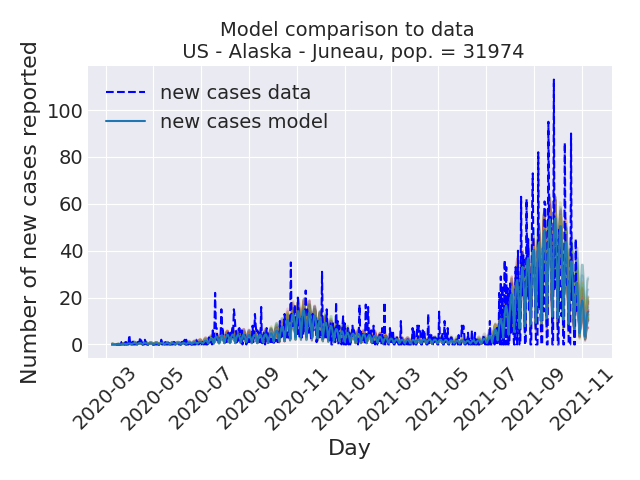 Model comparison to data
US - Alaska - Juneau, pop. = 31974
Number of new cases reported
100
80
60
40
20
0
new cases data
new cases model
2020-03
2020-05
2020-07
2020-09
2020-11
2021-01
2021-03
2021-05
2021-07
2021-09
2021-11
Day